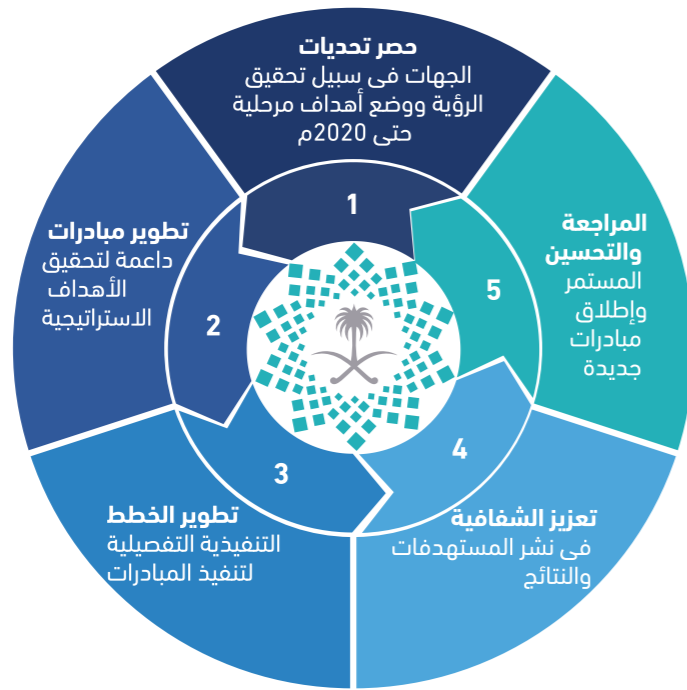 حصر تحديات
الجهات فى سبيل تحقيق
الرؤية ووضع أهداف مرحلية
حتى 2020م
1
تطوير مبادرات
داعمة لتحقيق
الأهداف
الاستراتيجية
2
تطوير الخطط
التنفيذية التفصيلية
لتنفيذ المبادرات
3
تعزيز الشفافية
فى نشر المستهدفات
والنتائج
4
المراجعة
والتحسين
المستمر
وإطلاق
مبادرات
جديدة
5